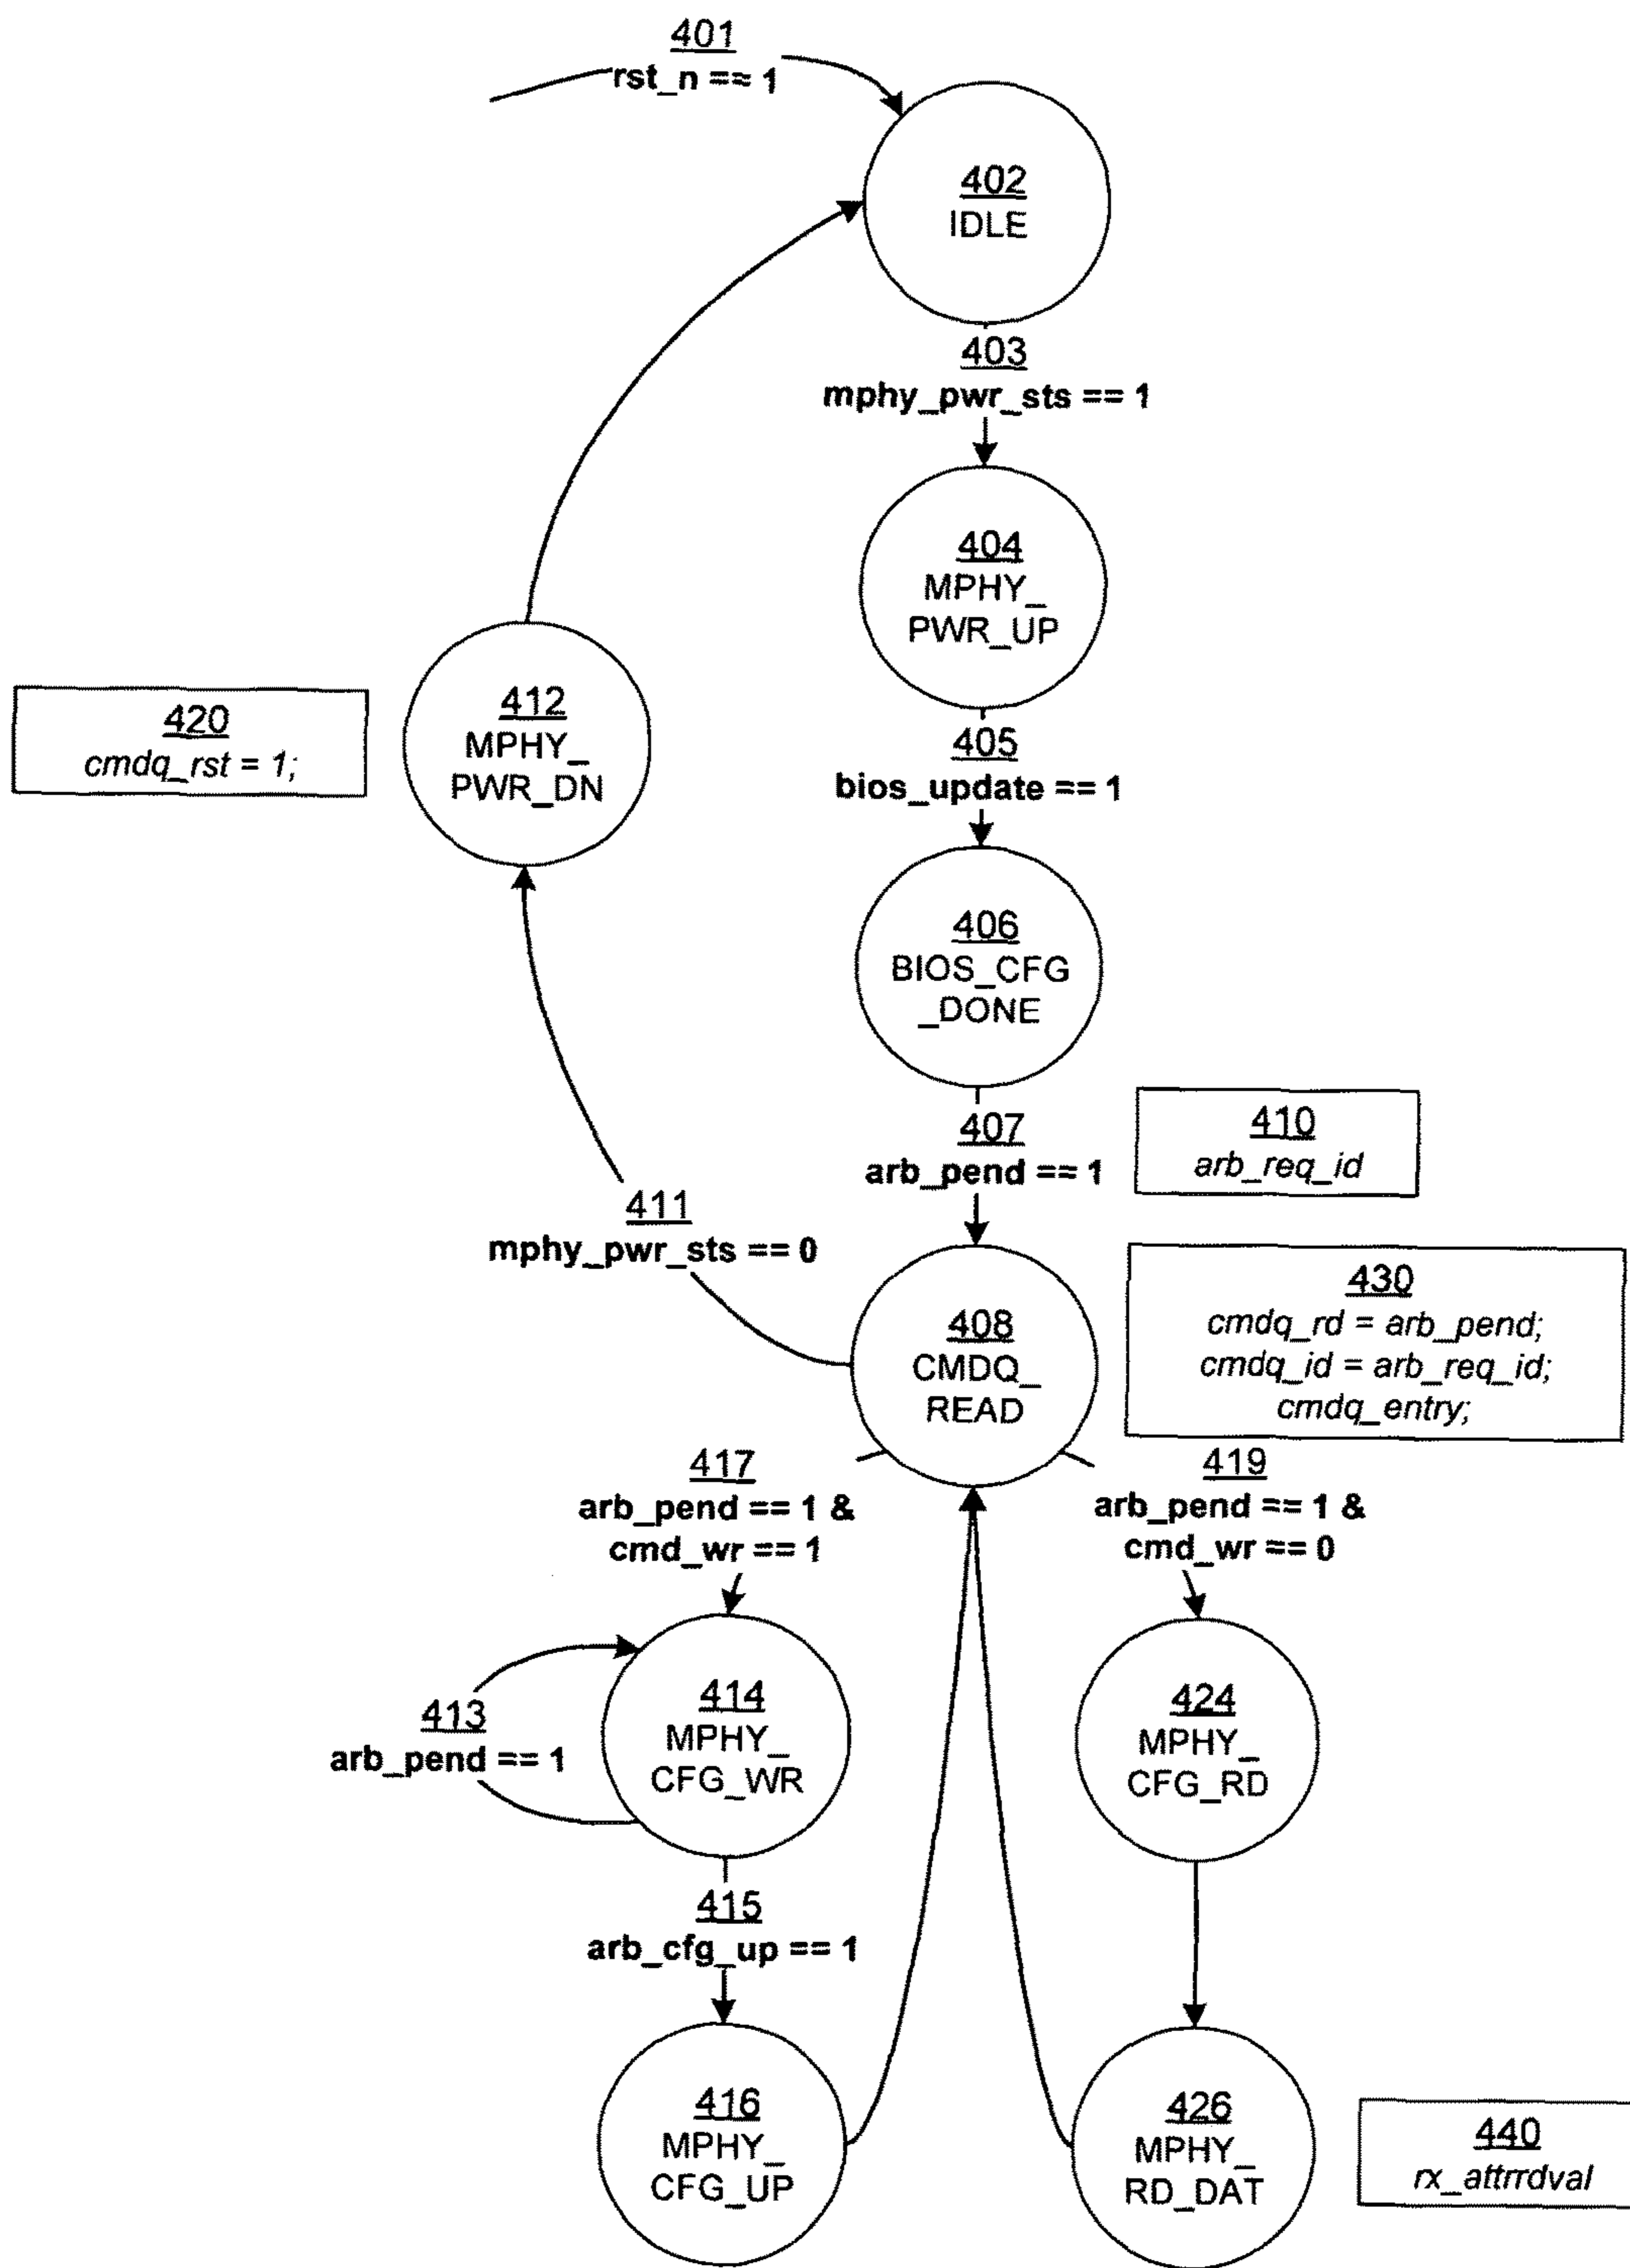 401
rst_n == 1
402
IDLE
403
mphy_pwr_sts == 1
404
MPHY_
PWR_UP
412
MPHY_
PWR_DN
420
cmdq_rst = 1;
405
bios_update == 1
406
BIOS_CFG
_DONE
407
arb_pend == 1
410
arb_req_id
411
mphy_pwr_sts == 0
408
CMDQ_
READ
430
cmdq_rd = arb_pend;
cmdq_id = arb_req_id;
cmdq_entry;
417
arb_pend == 1 &
cmd_wr == 1
419
arb_pend == 1 &
cmd_wr == 0
413
arb_pend == 1
414
MPHY_
CFG_WR
424
MPHY_
CFG_RD
415
arb_cfg_up == 1
416
MPHY_
CFG_UP
426
MPHY_
RD_DAT
440
rx_attrrdval